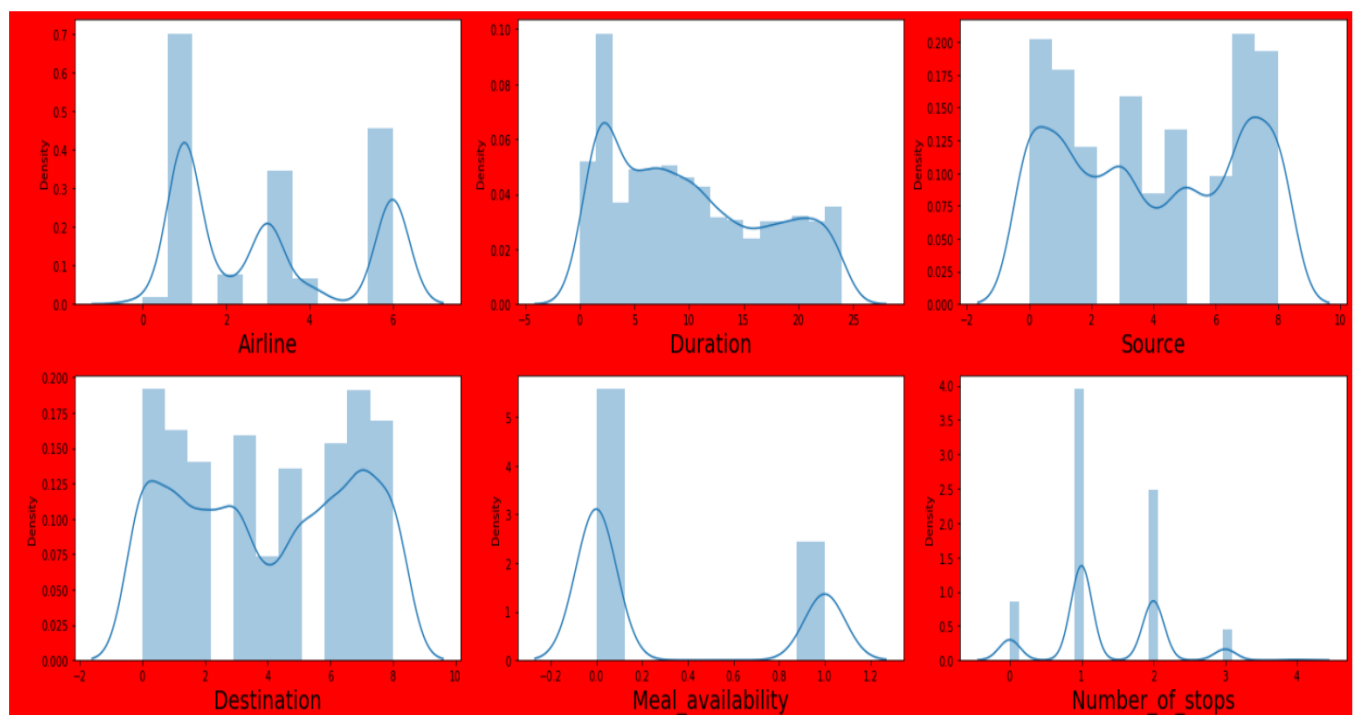 0.7
0.6
0.5
0.4
0.3
0.2
0.1
0.0
Density
0 2 4 6
Airline
0.10
0.08
0.06
0.04
0.02
0.00
Density
−5 0 5 10 15 20 25
Duration
0.200
0.175
0.150
0.125
0.100
0.075
0.050
0.025
0.000
Density
−2 0 2 4 6 8 10
Source
0.200
0.175
0.150
0.125
0.100
0.075
0.050
0.025
0.000
Density
−2 0 2 4 6 8 10
Destination
5
4
3
2
1
0
Density
−0.2 0.0 0.2 0.4 0.6 0.8 1.0 1.2
Meal_availability
4.0
3.5
3.0
2.5
2.0
1.5
1.0
0.5
0.0
Density
0 1 2 3 4
Number_of_stops